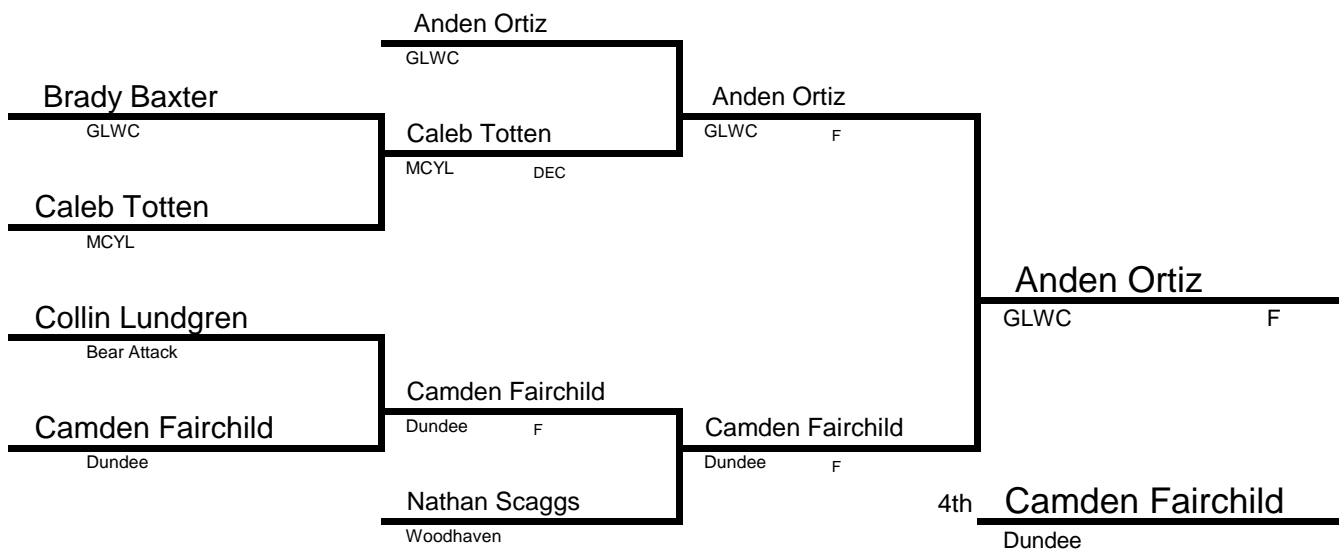 Anden Ortiz
GLWC
Brady Baxter
GLWC
Anden Ortiz
GLWC F
Caleb Totten
MCYL DEC
Caleb Totten
MCYL
Anden Ortiz
GLWC F
Collin Lundgren
Bear Attack
Camden Fairchild
Dundee F
Camden Fairchild
Dundee
Camden Fairchild
Dundee F
Nathan Scaggs
Woodhaven
4th Camden Fairchild
Dundee